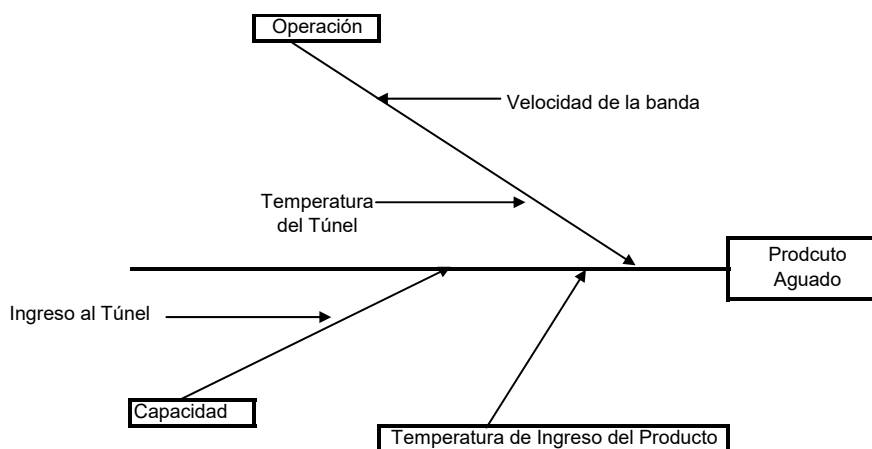 Operación
Velocidad de la banda
Temperatura
del Túnel
Prodcuto
Aguado
Ingreso al Túnel
Capacidad
Temperatura de Ingreso del Producto